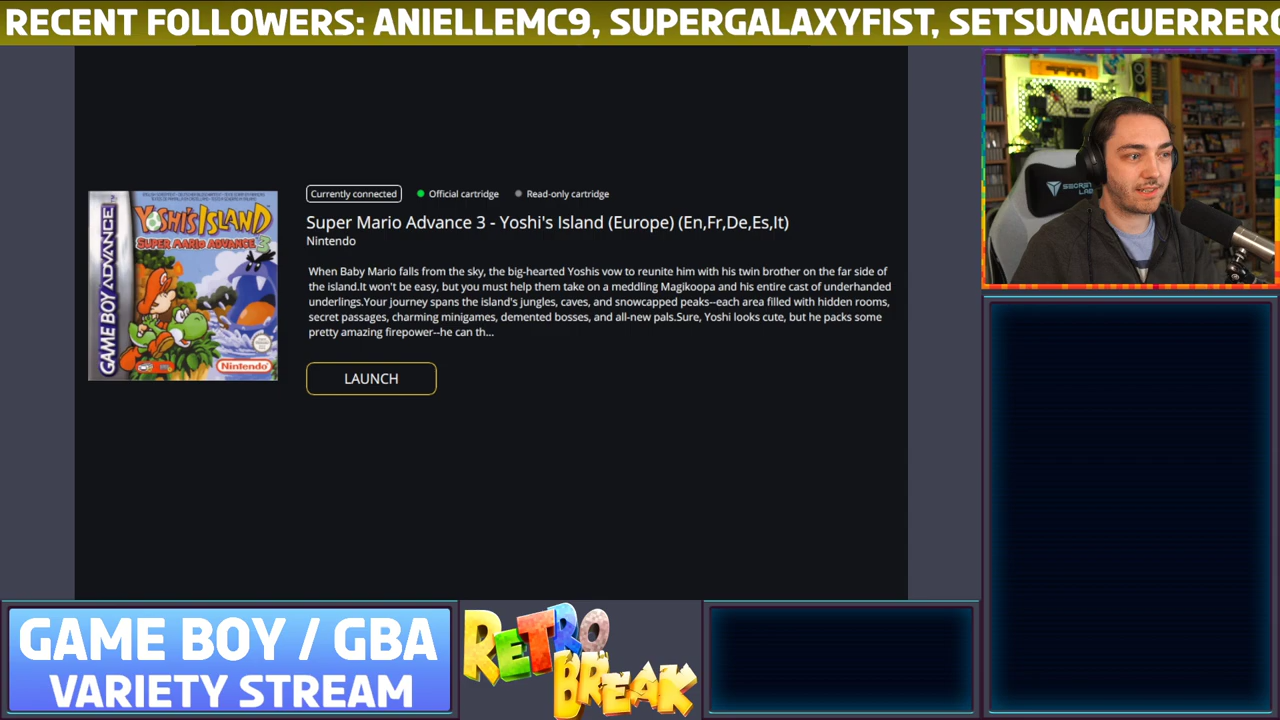 RECENT FOLLOWERS: ANIELLEMC9, SUPERGALAXYFIST, SETSUNAGUERRERO
Currently connected
Official cartridge
Read-only cartridge
Super Mario Advance 3 - Yoshi's Island (Europe) (En,Fr,De,Es,It)
Nintendo
When Baby Mario falls from the sky, the big-hearted Yoshis vow to reunite him with his twin brother on the far side of
the island.It won't be easy, but you must help them take on a meddling Magikoopa and his entire cast of underhanded
underlings.Your journey spans the island's jungles, caves, and snowcapped peaks--each area filled with hidden rooms,
secret passages, charming minigames, demented bosses, and all-new pals.Sure, Yoshi looks cute, but he packs some
pretty amazing firepower--he can th...
LAUNCH
GAME BOY ADVANCE
YOSHI'S ISLAND
SUPER MARIO ADVANCE 3
Nintendo
SECRET
LAB
GAME BOY / GBA
VARIETY STREAM
RETRO
BREAK